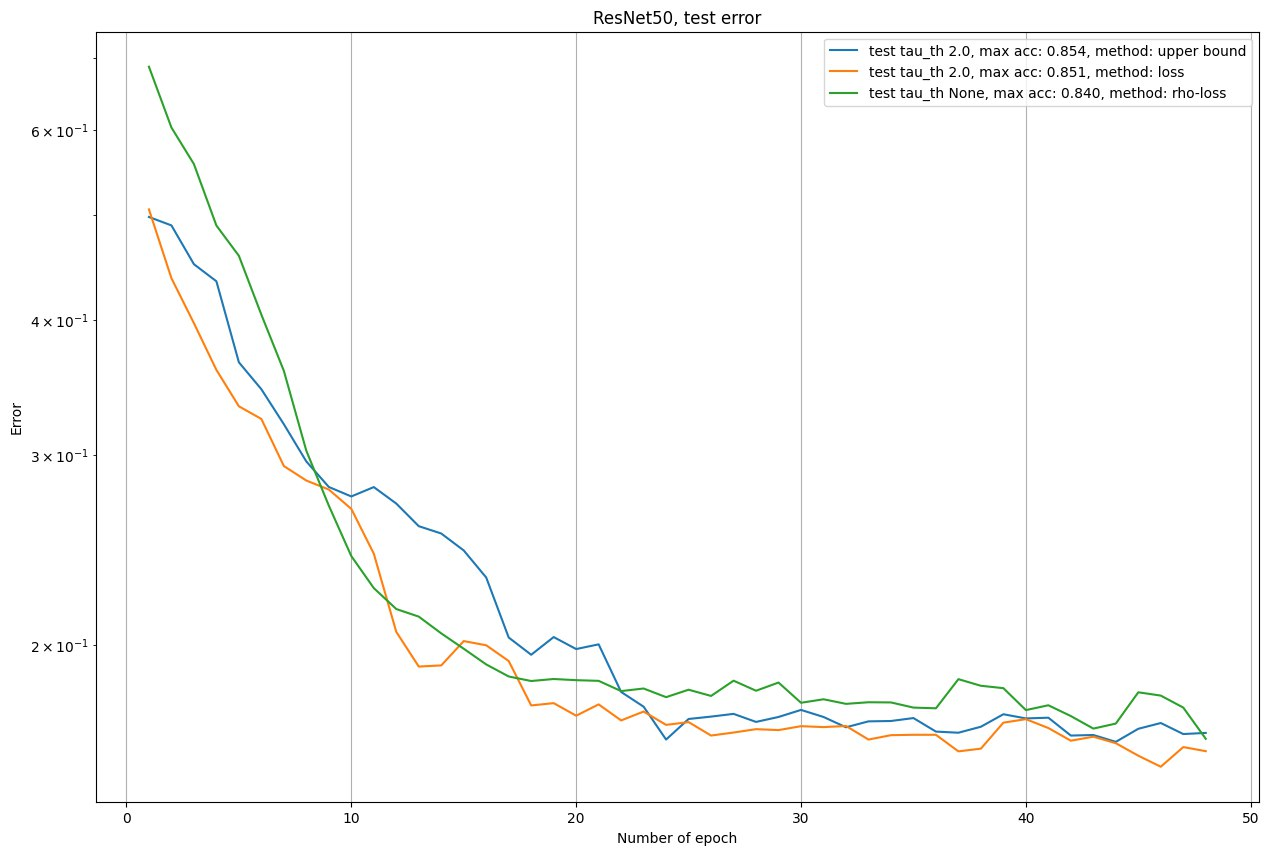 ResNet50, test error
test tau_th 2.0, max acc: 0.854, method: upper bound
test tau_th 2.0, max acc: 0.851, method: loss
test tau_th None, max acc: 0.840, method: rho-loss
6 × 10⁻¹
4 × 10⁻¹
3 × 10⁻¹
2 × 10⁻¹
Error
0 10 20 30 40 50
Number of epoch